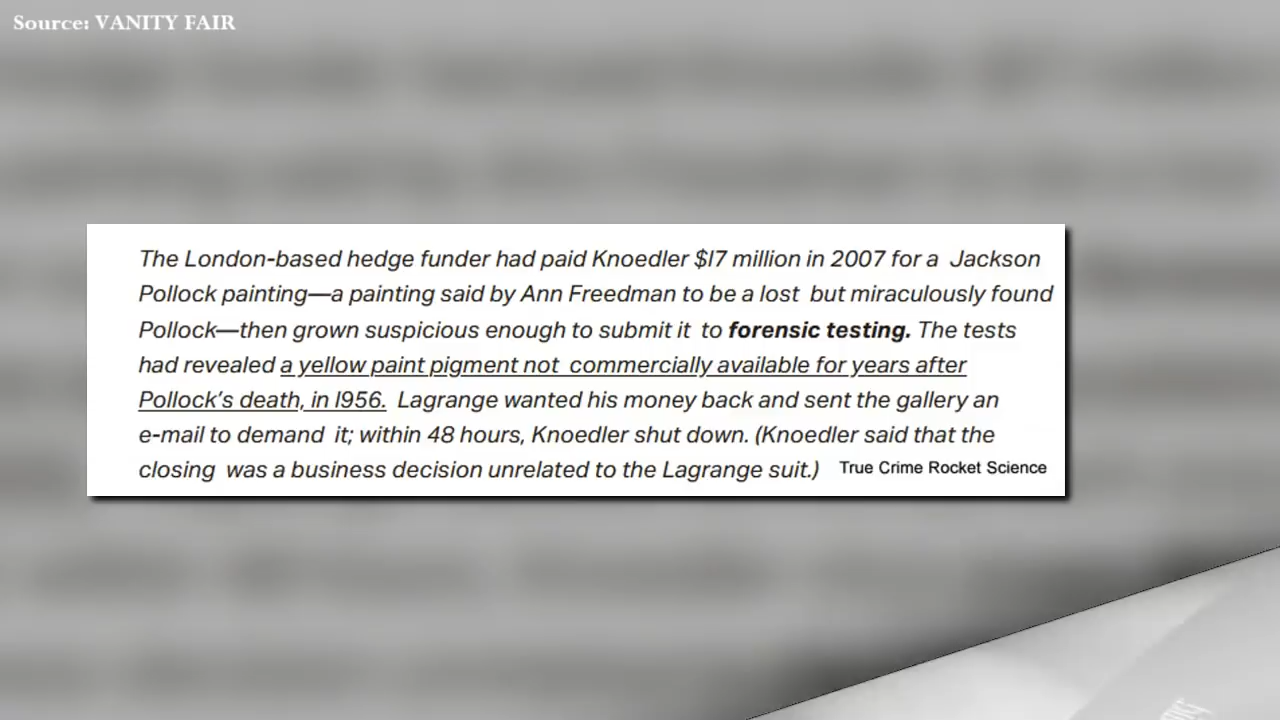 Source: VANITY FAIR
The London-based hedge funder had paid Knoedler $17 million in 2007 for a Jackson
Pollock painting—a painting said by Ann Freedman to be a lost but miraculously found
Pollock—then grown suspicious enough to submit it to forensic testing. The tests
had revealed a yellow paint pigment not commercially available for years after
Pollock's death, in 1956. Lagrange wanted his money back and sent the gallery an
e-mail to demand it; within 48 hours, Knoedler shut down. (Knoedler said that the
closing was a business decision unrelated to the Lagrange suit.) True Crime Rocket Science